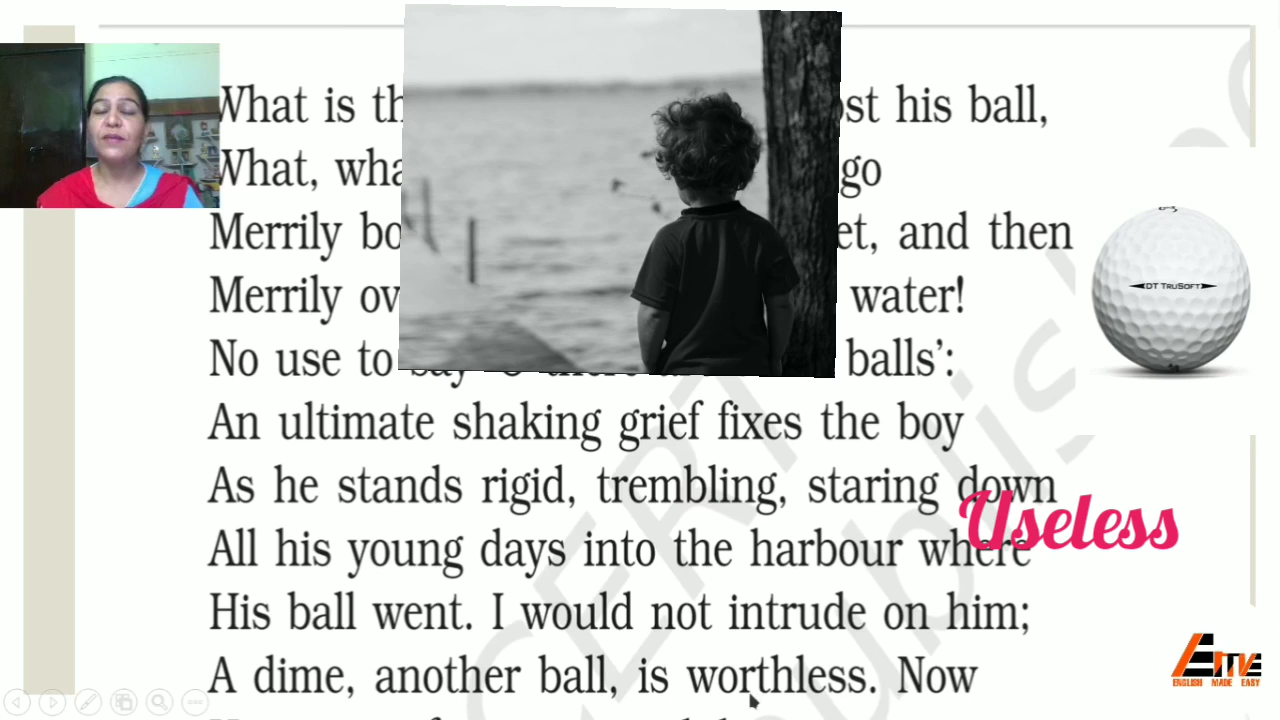 What is th ost his ball,
What, wha go
Merrily bo et, and then
Merrily ov water!
No use to say balls’:
An ultimate shaking grief fixes the boy
As he stands rigid, trembling, staring down
All his young days into the harbour where
His ball went. I would not intrude on him;
A dime, another ball, is worthless. Now
DT TRUSOFT
Useless
ENGLISH MADE EASY